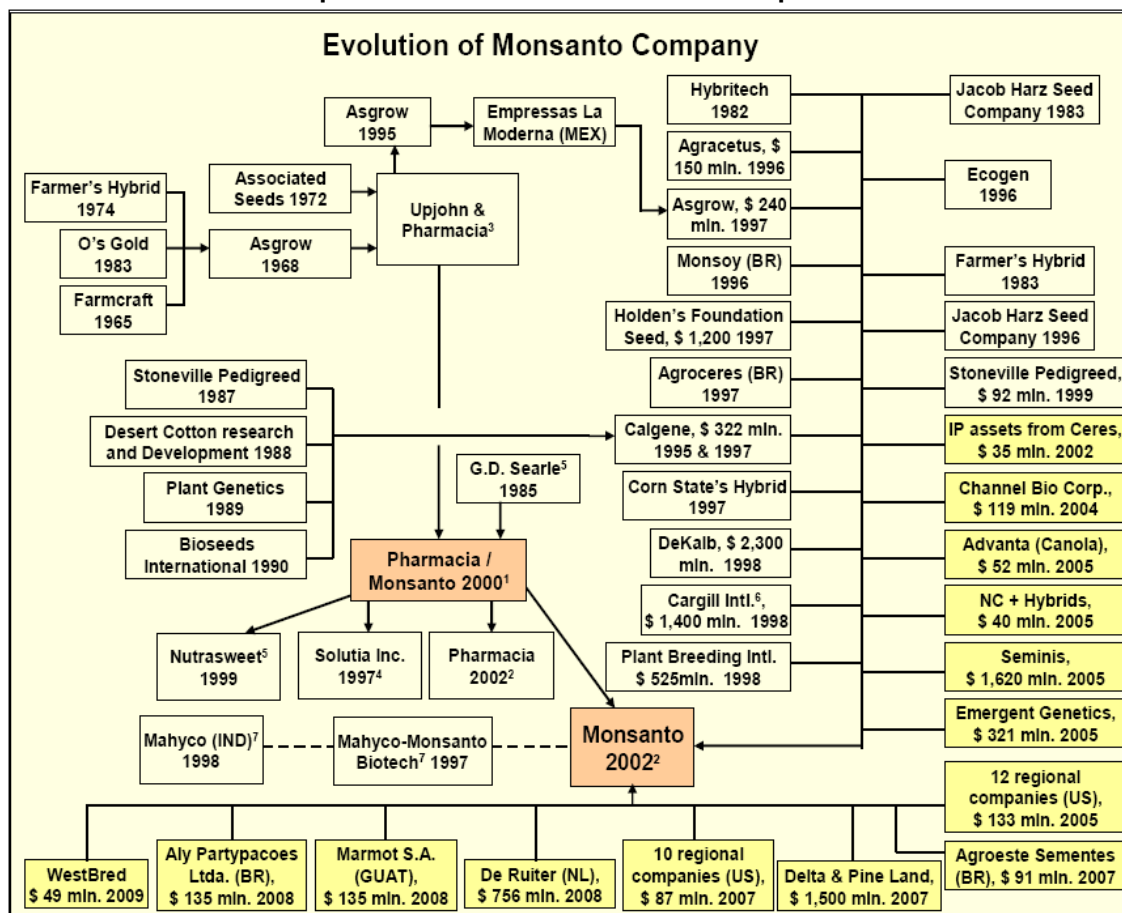 Evolution of Monsanto Company
Asgrow
1995
Empressas La
Moderna (MEX)
Hybritech
1982
Jacob Harz Seed
Company 1983
Agracetus, $
150 mln. 1996
Ecogen
1996
Farmer's Hybrid
1974
Associated
Seeds 1972
Upjohn &
Pharmacia³
Asgrow, $ 240
mln. 1997
O's Gold
1983
Asgrow
1968
Monsoy (BR)
1996
Farmer's Hybrid
1983
Farmcraft
1965
Holden's Foundation
Seed, $ 1,200 1997
Jacob Harz Seed
Company 1996
Stoneville Pedigreed
1987
Agroceres (BR)
1997
Stoneville Pedigreed,
$ 92 mln. 1999
Desert Cotton research
and Development 1988
Calgene, $ 322 mln.
1995 & 1997
IP assets from Ceres,
$ 35 mln. 2002
Plant Genetics
1989
G.D. Searle⁵
1985
Corn State's Hybrid
1997
Channel Bio Corp.,
$ 119 mln. 2004
Bioseeds
International 1990
Pharmacia /
Monsanto 2000¹
DeKalb, $ 2,300
mln. 1998
Advanta (Canola),
$ 52 mln. 2005
Cargill Intl.⁶,
$ 1,400 mln. 1998
NC + Hybrids,
$ 40 mln. 2005
Nutrasweet⁵
1999
Solutia Inc.
1997⁴
Pharmacia
2002²
Plant Breeding Intl.
$ 525mln. 1998
Seminis,
$ 1,620 mln. 2005
Mahyco (IND)⁷
1998
Mahyco-Monsanto
Biotech⁷ 1997
Monsanto
2002²
Emergent Genetics,
$ 321 mln. 2005
12 regional
companies (US),
$ 133 mln.
2005
WestBred
$ 49 mln. 2009
Aly Partypacoes
Ltda. (BR),
$ 135 mln. 2008
Marmot S.A.
(GUAT),
$ 135 mln. 2008
De Ruiter (NL),
$ 756 mln. 2008
10 regional
companies (US),
$ 87 mln. 2007
Delta & Pine Land,
$ 1,500 mln. 2007
Agroeste Sementes
(BR), $ 91 mln. 2007